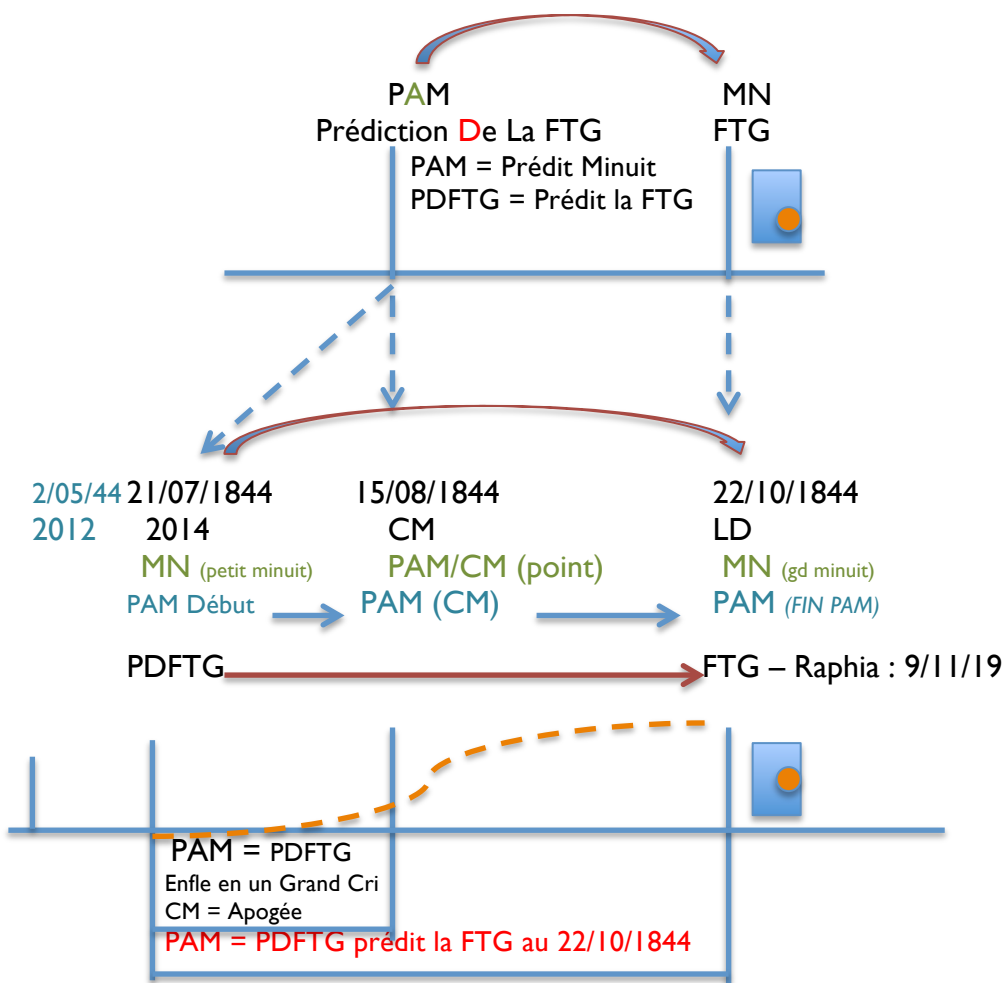 PAM MN
Prédiction De La FTG FTG
PAM = Prédit Minuit
PDFTG = Prédit la FTG
2/05/44 21/07/1844 15/08/1844 22/10/1844
2012 2014 CM LD
MN (petit minuit) PAM/CM (point) MN (gd minuit)
PAM Début PAM (CM) PAM (FIN PAM)
PDFTG FTG – Raphia : 9/11/19
PAM = PDFTG
Enfle en un Grand Cri
CM = Apogée
PAM = PDFTG prédit la FTG au 22/10/1844